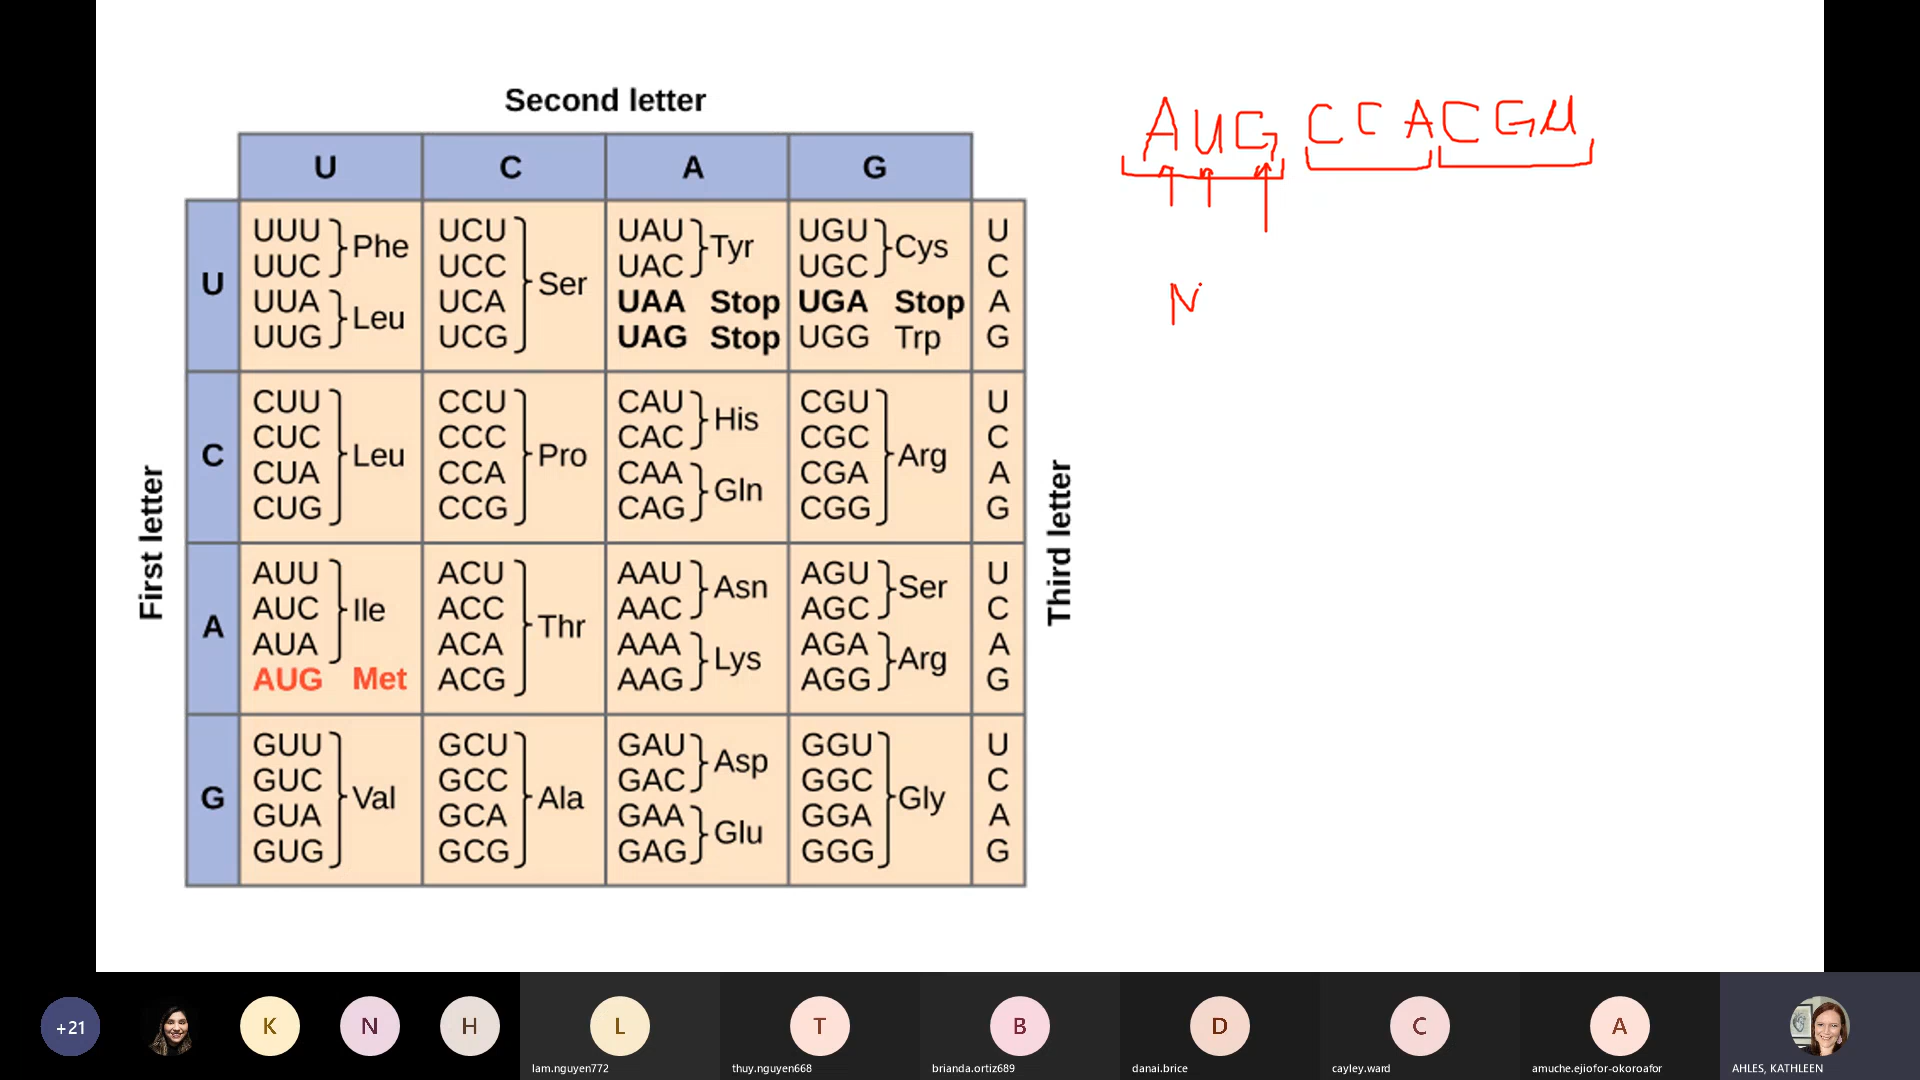 Second letter
AUG CCA CGU
U C A G
U
UUU
UUC
Phe
UUA
UUG
Leu
UCU
UCC
UCA
UCG
Ser
UAU
UAC
Tyr
UAA Stop
UAG Stop
UGU
UGC
Cys
UGA Stop
UGG Trp
U
C
A
G
N
C
CUU
CUC
CUA
CUG
Leu
CCU
CCC
CCA
CCG
Pro
CAU
CAC
His
CAA
CAG
Gln
CGU
CGC
CGA
CGG
Arg
U
C
A
G
First letter
Third letter
A
AUU
AUC
AUA
Ile
AUG Met
ACU
ACC
ACA
ACG
Thr
AAU
AAC
Asn
AAA
AAG
Lys
AGU
AGC
Ser
AGA
AGG
Arg
U
C
A
G
G
GUU
GUC
GUA
GUG
Val
GCU
GCC
GCA
GCG
Ala
GAU
GAC
Asp
GAA
GAG
Glu
GGU
GGC
GGA
GGG
Gly
U
C
A
G
+21
K
N
H
L
lam.nguyen772
T
thuy.nguyen668
B
brianda.ortiz689
D
danai.brice
C
cayley.ward
A
amuche.ejiofor-okoroafor
AHLES, KATHLEEN